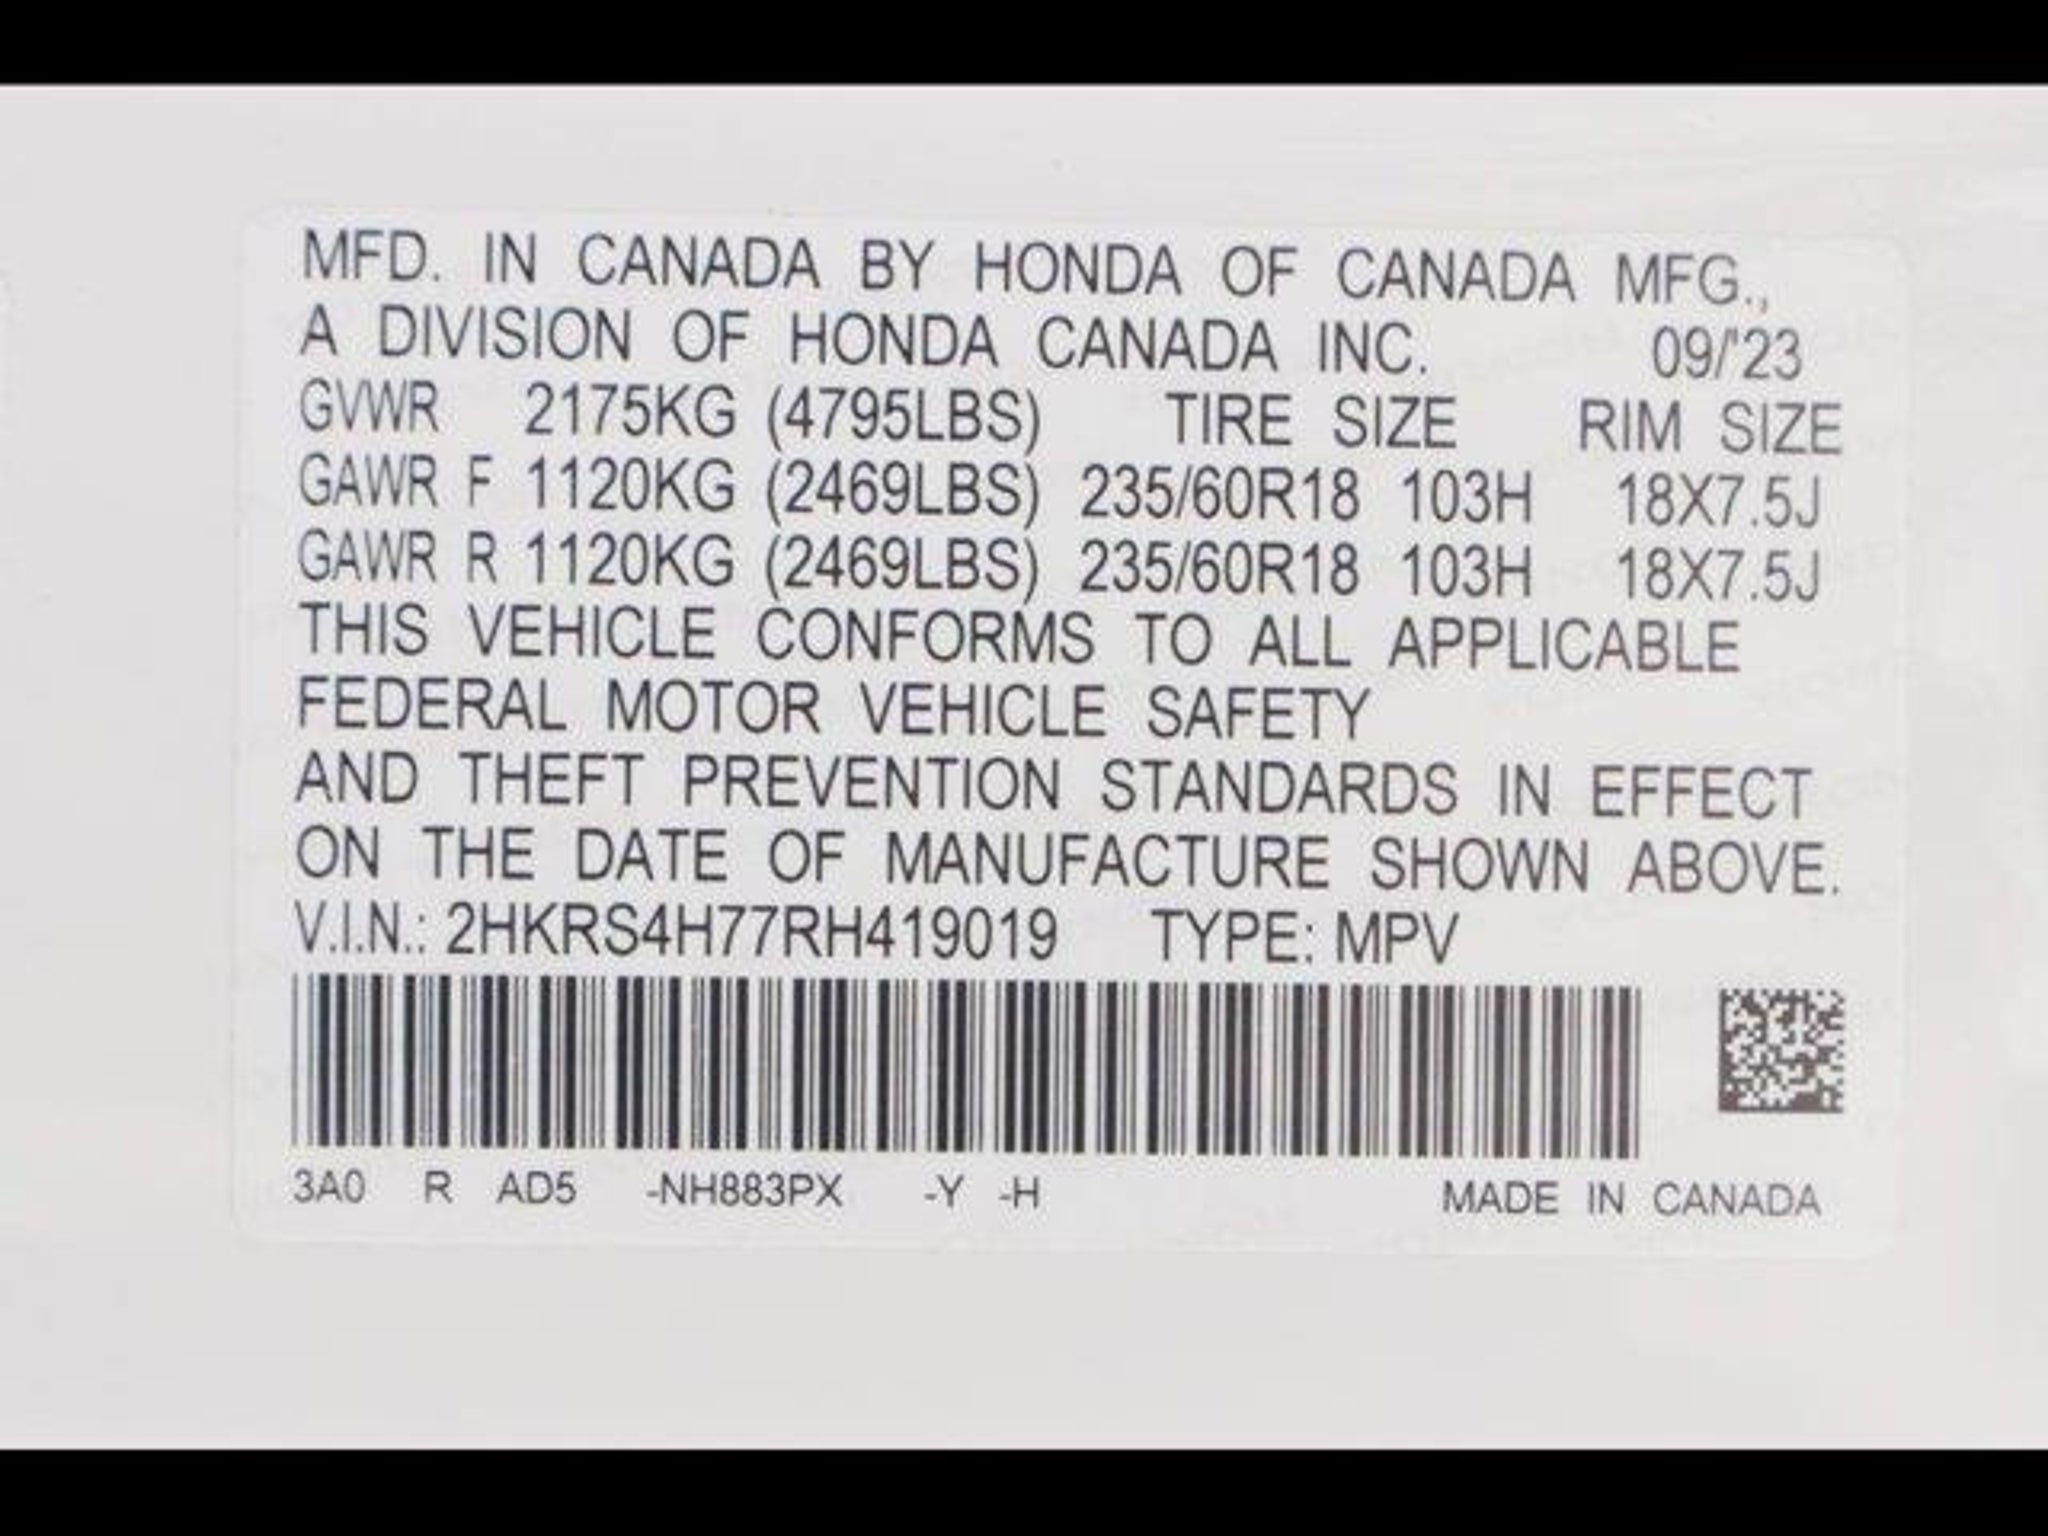 MFD. IN CANADA BY HONDA OF CANADA MFG.,
A DIVISION OF HONDA CANADA INC. 09/'23
GVWR 2175KG (4795LBS) TIRE SIZE RIM SIZE
GAWR F 1120KG (2469LBS) 235/60R18 103H 18X7.5J
GAWR R 1120KG (2469LBS) 235/60R18 103H 18X7.5J
THIS VEHICLE CONFORMS TO ALL APPLICABLE
FEDERAL MOTOR VEHICLE SAFETY
AND THEFT PREVENTION STANDARDS IN EFFECT
ON THE DATE OF MANUFACTURE SHOWN ABOVE.
V.I.N.: 2HKRS4H77RH419019 TYPE: MPV
3A0 R AD5 -NH883PX -Y -H MADE IN CANADA